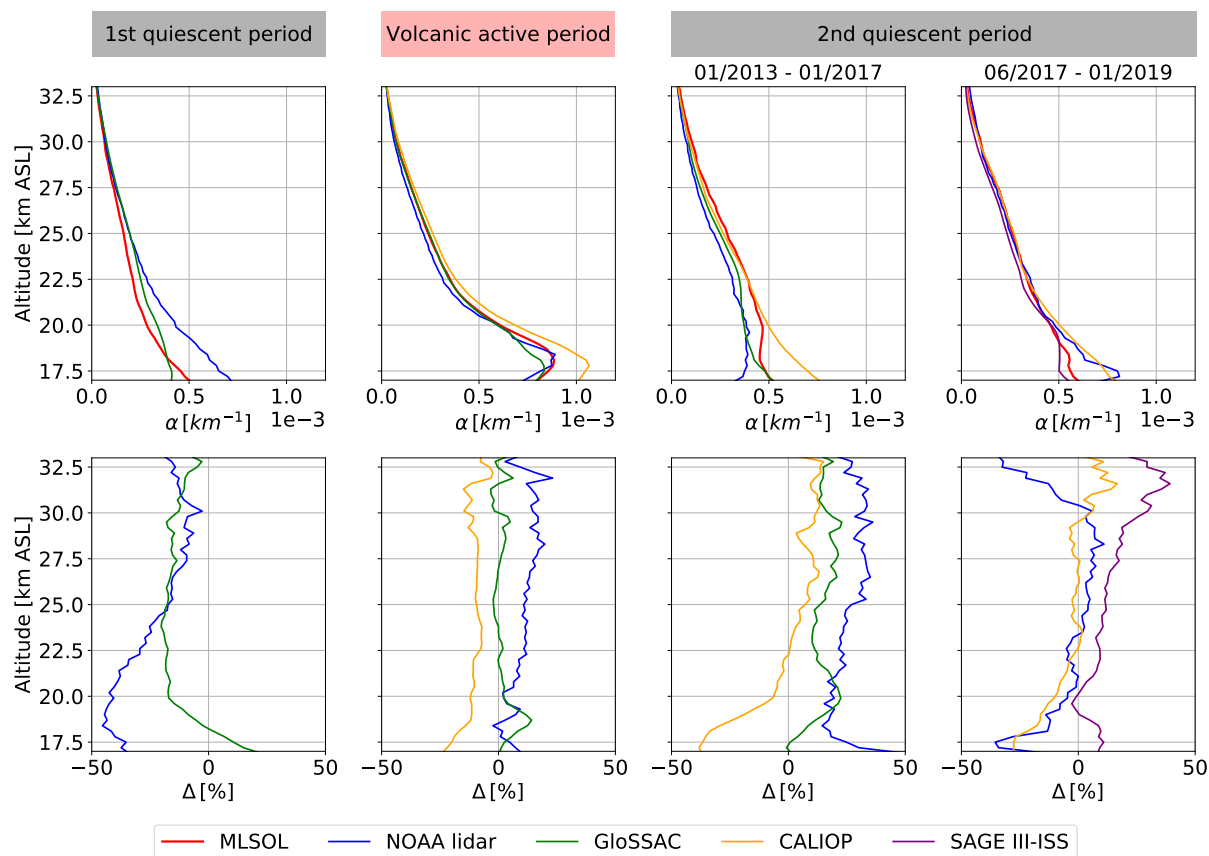 1st quiescent period
Volcanic active period
2nd quiescent period
01/2013 - 01/2017
06/2017 - 01/2019
Altitude [km ASL]
32.5
30.0
27.5
25.0
22.5
20.0
17.5
0.0 0.5 1.0
α [km⁻¹] 1e−3
0.0 0.5 1.0
α [km⁻¹] 1e−3
0.0 0.5 1.0
α [km⁻¹] 1e−3
0.0 0.5 1.0
α [km⁻¹] 1e−3
Altitude [km ASL]
32.5
30.0
27.5
25.0
22.5
20.0
17.5
−50 0 50
Δ [%]
−50 0 50
Δ [%]
−50 0 50
Δ [%]
−50 0 50
Δ [%]
MLSOL NOAA lidar GloSSAC CALIOP SAGE III-ISS